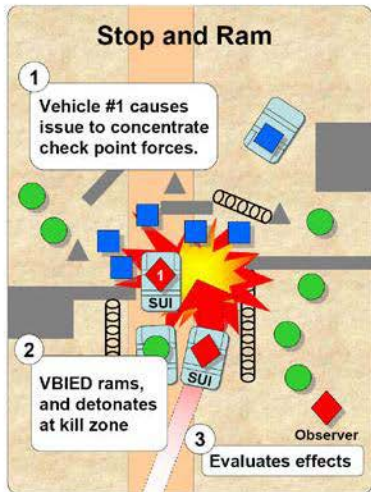 Stop and Ram
1
Vehicle #1 causes
issue to concentrate
check point forces.
1
SUI
SUI
2
VBIED rams,
and detonates
at kill zone
Observer
3
Evaluates effects